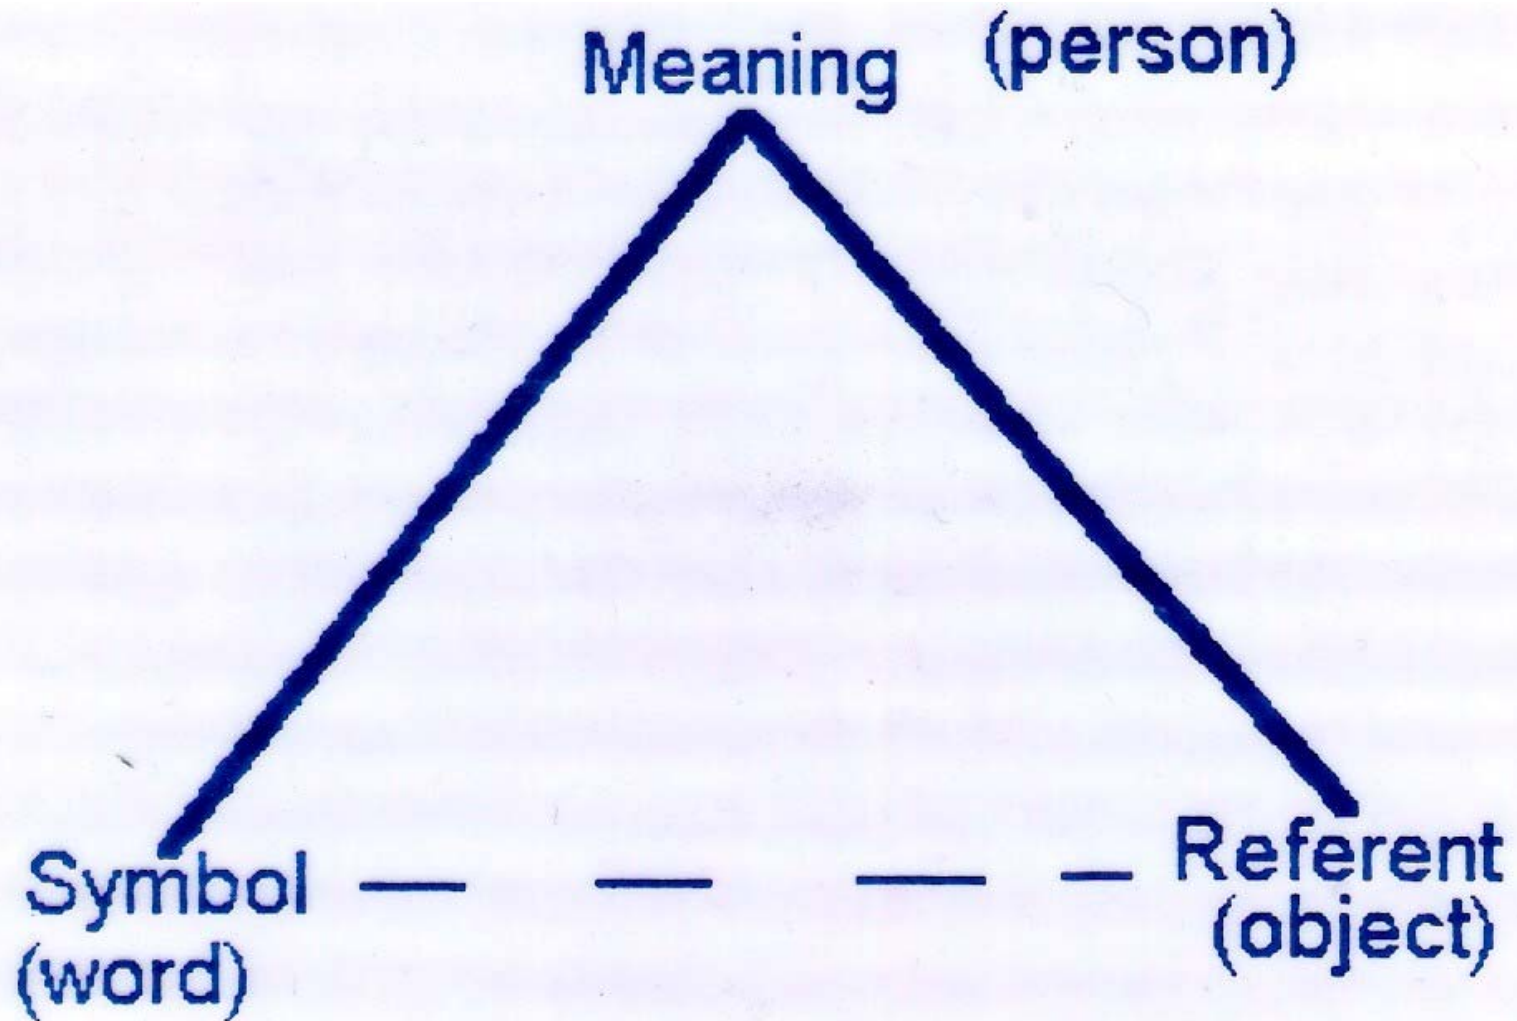 Meaning (person)
Symbol
(word)
Referent
(object)